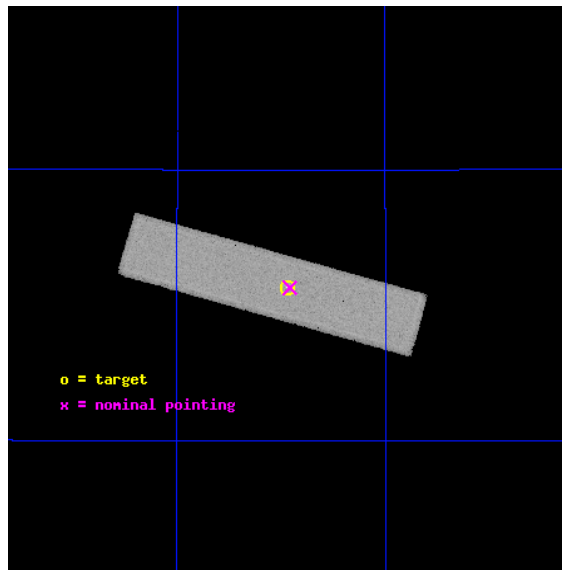 o = target
x = nominal pointing